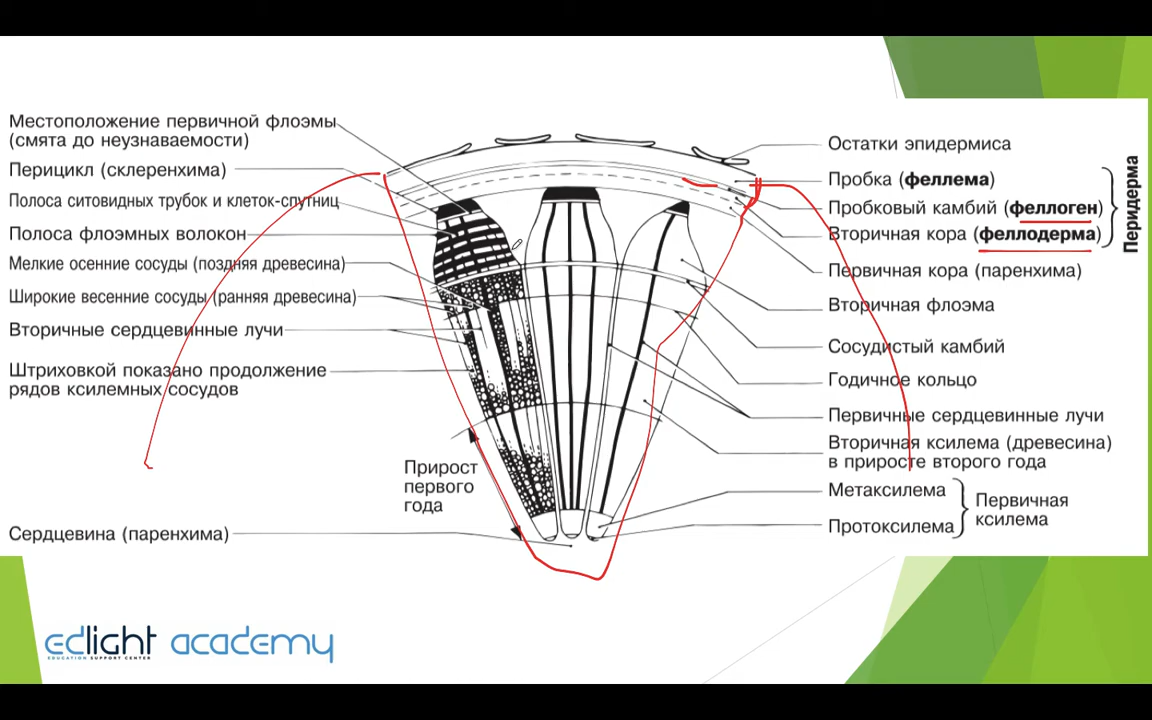 Местоположение первичной флоэмы
(смята до неузнаваемости)
Перицикл (склеренхима)
Полоса ситовидных трубок и клеток-спутниц
Полоса флоэмных волокон
Мелкие осенние сосуды (поздняя древесина)
Широкие весенние сосуды (ранняя древесина)
Вторичные сердцевинные лучи
Штриховкой показано продолжение
рядов ксилемных сосудов
Прирост
первого
года
Сердцевина (паренхима)
Остатки эпидермиса
Пробка (феллема)
Пробковый камбий (феллоген)
Вторичная кора (феллодерма)
Перидерма
Первичная кора (паренхима)
Вторичная флоэма
Сосудистый камбий
Годичное кольцо
Первичные сердцевинные лучи
Вторичная ксилема (древесина)
в приросте второго года
Метаксилема
Протоксилема
Первичная
ксилема
edlight academy
EDUCATION SUPPORT CENTER